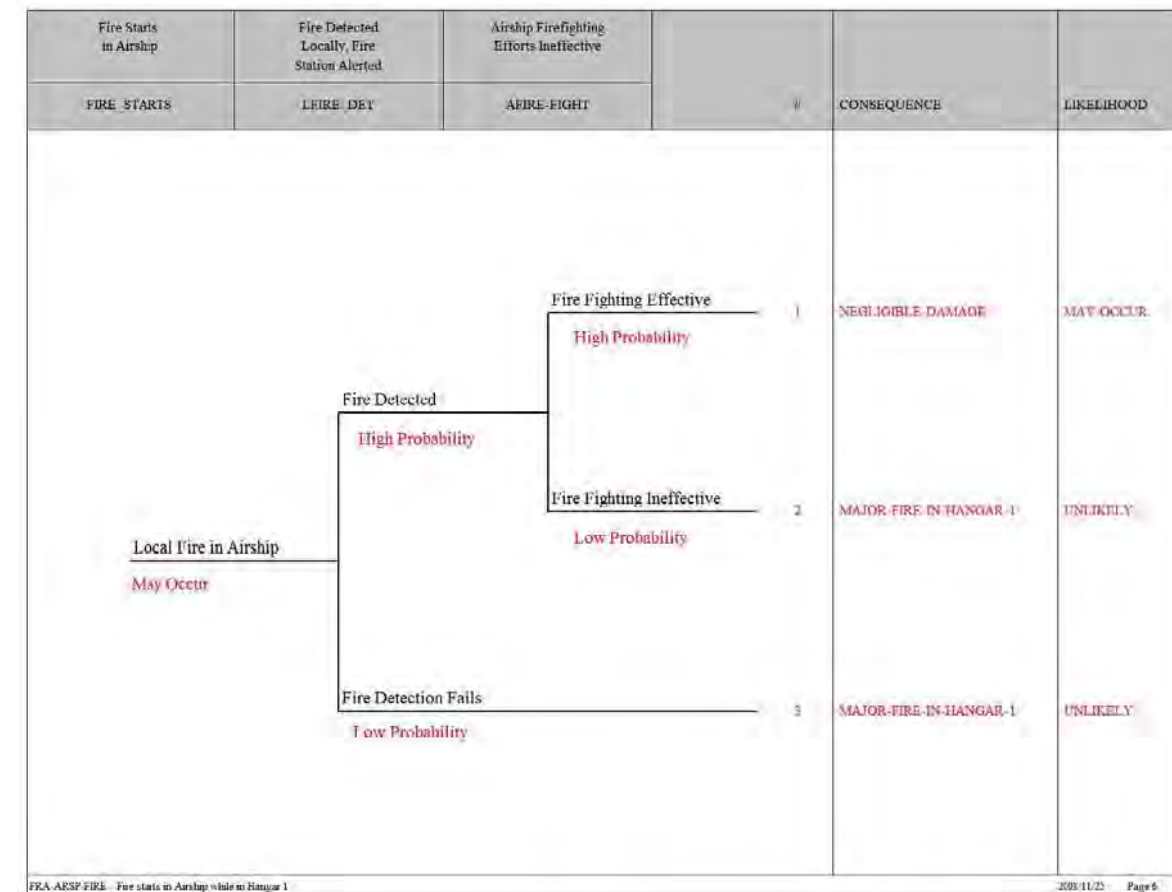 Fire Starts
in Airship
Fire Detected
Locally, Fire
Station Alerted
Airship Firefighting
Efforts Ineffective
FIRE_STARTS
LFIRE_DET
AFIRE-FIGHT
#
CONSEQUENCE
LIKELIHOOD
Fire Fighting Effective
High Probability
1
NEGLIGIBLE-DAMAGE
MAY-OCCUR
Fire Detected
High Probability
Fire Fighting Ineffective
Low Probability
2
MAJOR-FIRE-IN-HANGAR-1
UNLIKELY
Local Fire in Airship
May Occur
Fire Detection Fails
Low Probability
3
MAJOR-FIRE-IN-HANGAR-1
UNLIKELY
FRA-ARSP-FIRE - Fire starts in Airship while in Hangar 1
Page 6